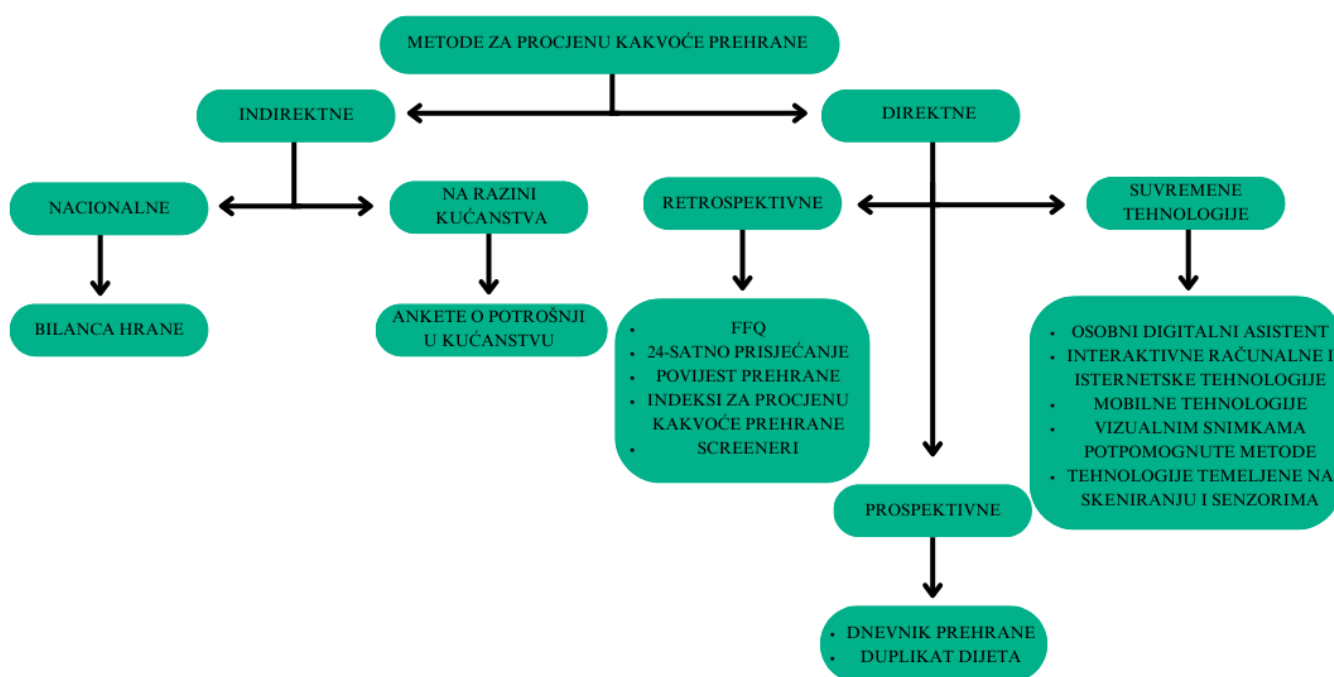 METODE ZA PROCJENU KAKVOĆE PREHRANE
INDIREKTNE
DIREKTNE
NACIONALNE
NA RAZINI
KUĆANSTVA
RETROSPEKTIVNE
SUVREMENE
TEHNOLOGIJE
BILANCA HRANE
ANKETE O POTROŠNJI
U KUĆANSTVU
• FFQ
• 24-SATNO PRISJEĆANJE
• POVIJEST PREHRANE
• INDEKSI ZA PROCJENU
KAKVOĆE PREHRANE
• SCREENERI
• OSOBNI DIGITALNI ASISTENT
• INTERAKTIVNE RAČUNALNE I
ISTERNETSKE TEHNOLOGIJE
• MOBILNE TEHNOLOGIJE
• VIZUALNIM SNIMKAMA
POTPOMOGNUTE METODE
• TEHNOLOGIJE TEMELJENE NA
SKENIRANJU I SENZORIMA
PROSPEKTIVNE
• DNEVNIK PREHRANE
• DUPLIKAT DIJETA